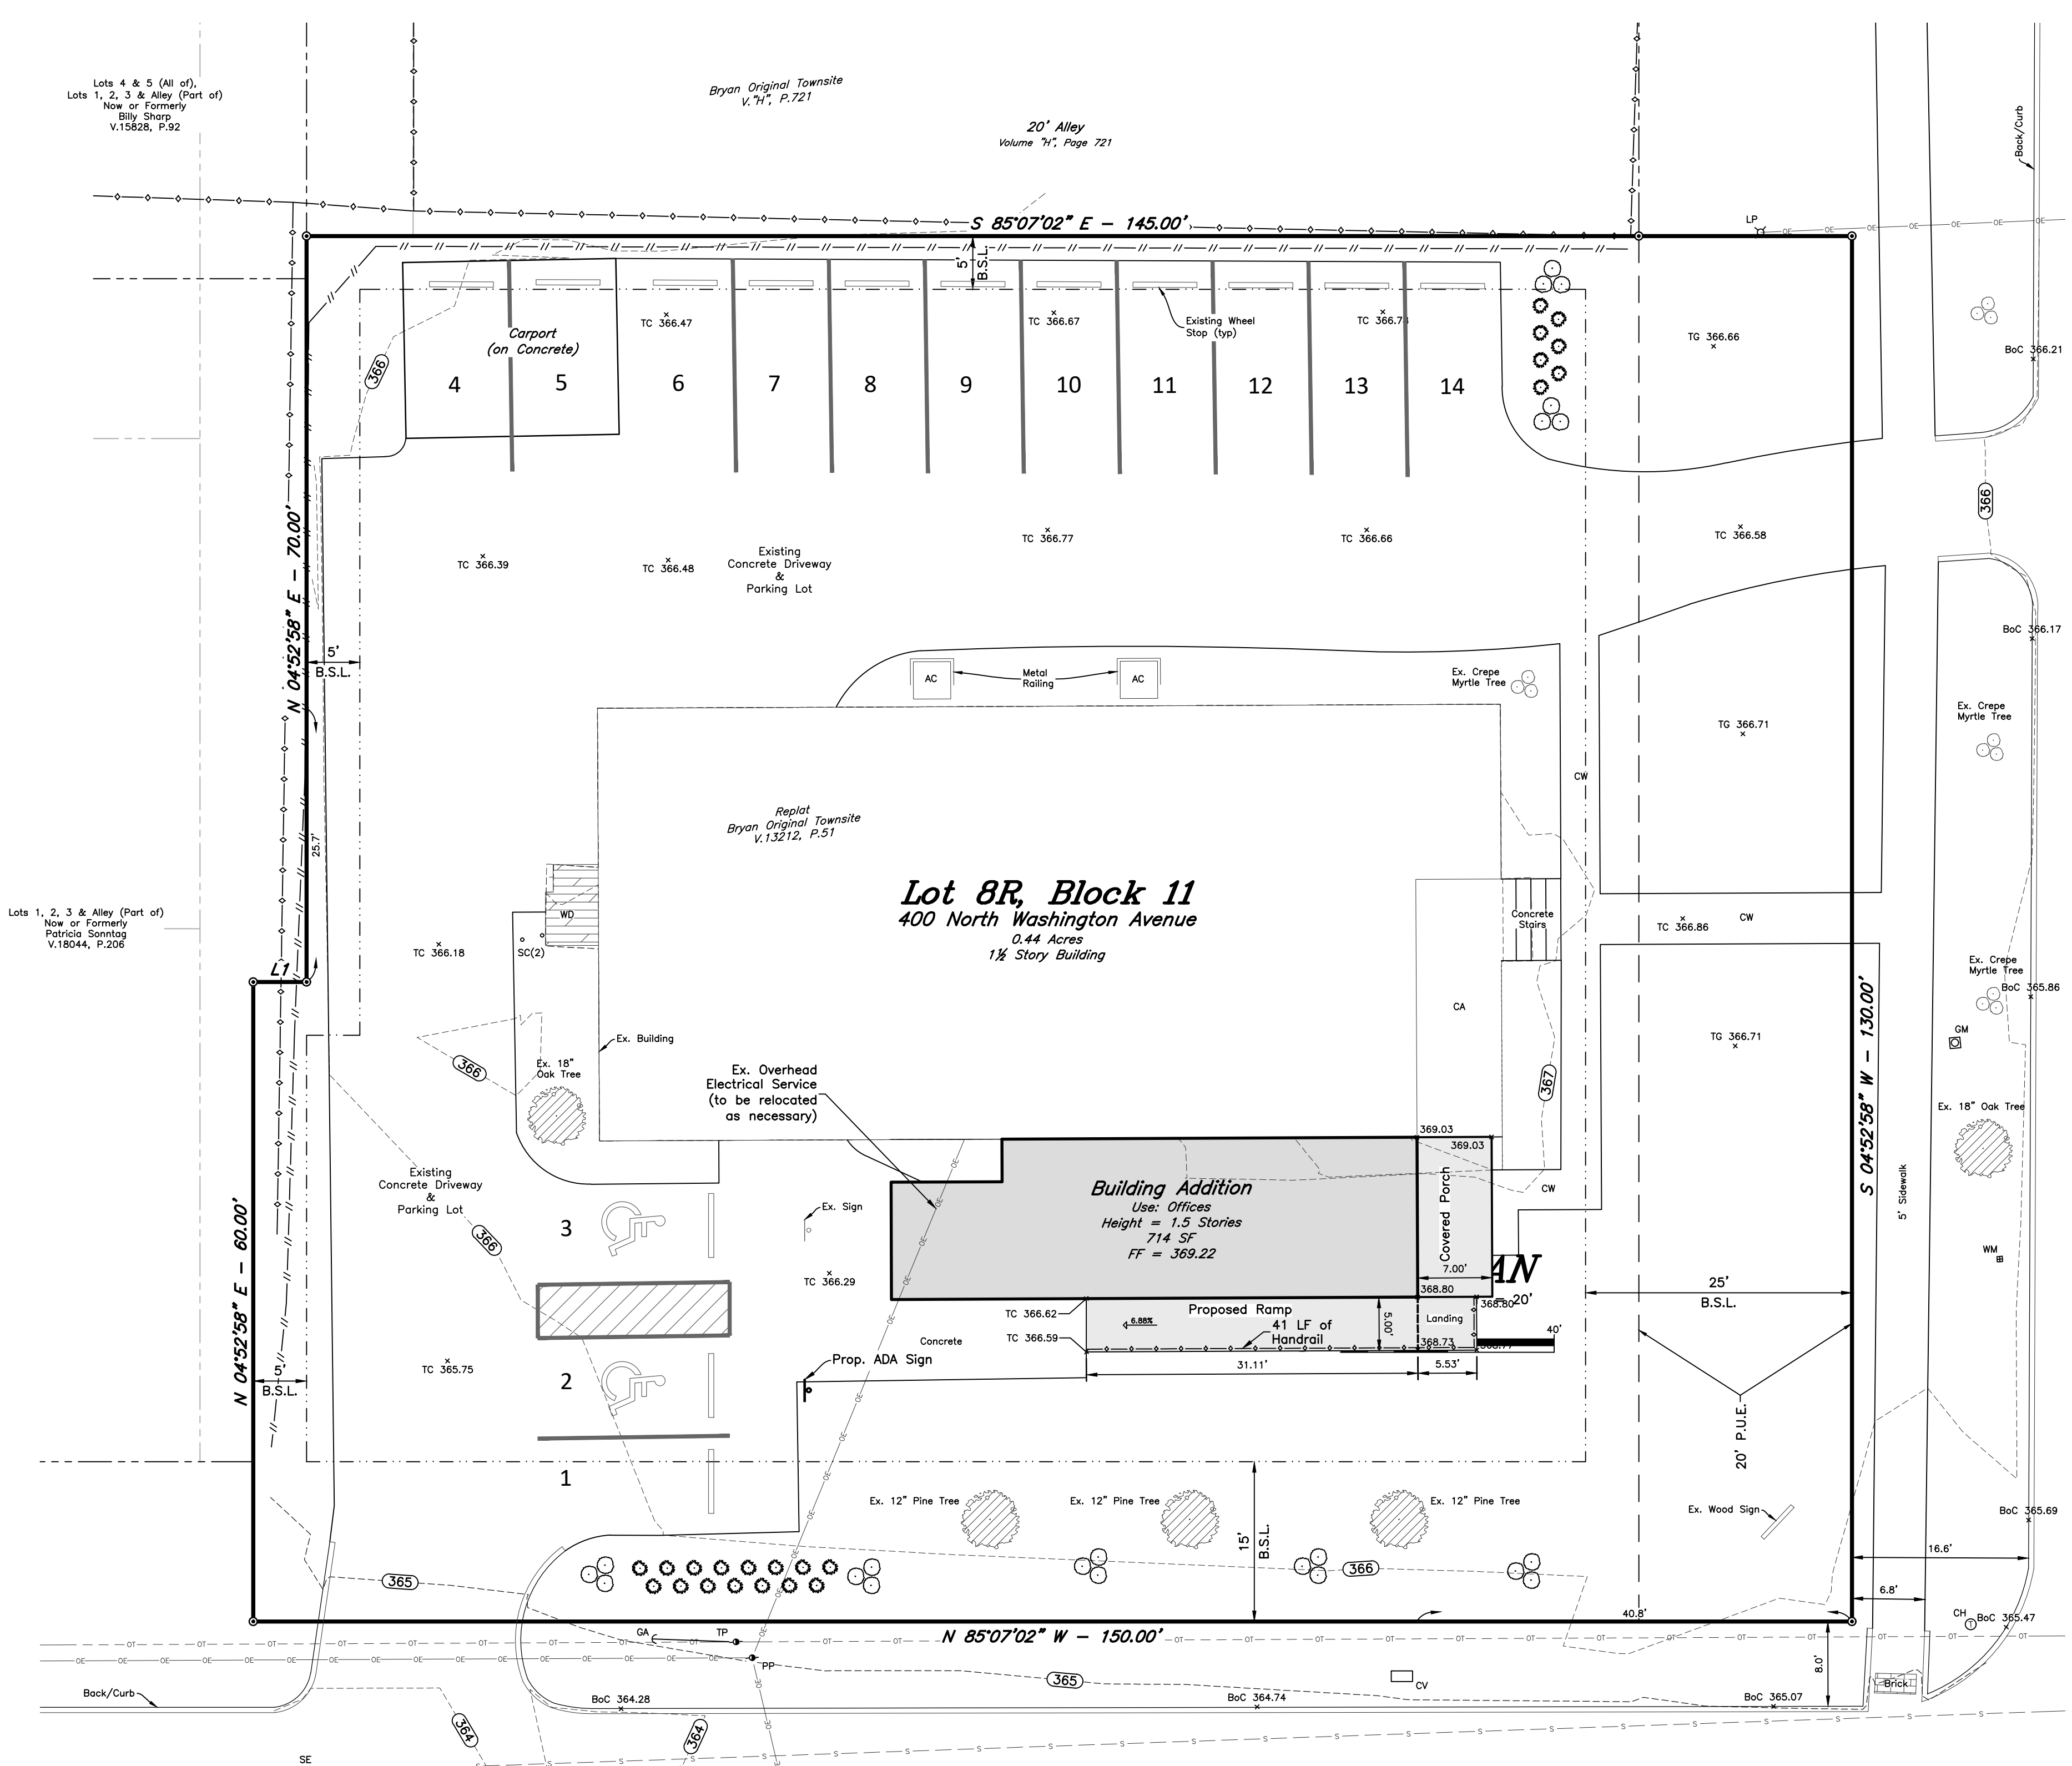 Lots 4 & 5 (All of),
Lots 1, 2, 3 & Alley (Part of)
Now or Formerly
Billy Sharp
V.15828, P.92
Bryan Original Townsite
V."H", P.721
20' Alley
Volume "H", Page 721
Back/Curb
LP
OE OE OE OE OE
S 85°07'02" E - 145.00'
5'
B.S.L.
TC 366.47
TC 366.67
Existing Wheel
Stop (typ)
TG 366.66
BoC 366.21
Carport
(on Concrete)
366
4
5
6
7
8
9
10
11
12
13
14
366
N 04°52'58" E - 70.00'
TC 366.39
TC 366.48
Existing
Concrete Driveway
&
Parking Lot
TC 366.77
TC 366.66
TC 366.58
5'
B.S.L.
BoC 366.17
AC
Metal
Railing
AC
Ex. Crepe
Myrtle Tree
Ex. Crepe
Myrtle Tree
TG 366.71
CW
25.7'
Replat
Bryan Original Townsite
V.13212, P.51
Lots 1, 2, 3 & Alley (Part of)
Now or Formerly
Patricia Sonntag
V.18044, P.206
Lot 8R, Block 11
400 North Washington Avenue
0.44 Acres
1½ Story Building
WD
SC(2)
TC 366.18
Concrete
Stairs
TC 366.86
CW
L1
Ex. Crepe
Myrtle Tree
BoC 365.86
CA
GM
S 04°52'58" W - 130.00'
Ex. Building
TG 366.71
366
Ex. 18"
Oak Tree
Ex. Overhead
Electrical Service
(to be relocated
as necessary)
367
Ex. 18" Oak Tree
369.03
369.03
Existing
Concrete Driveway
&
Parking Lot
366
3
Ex. Sign
Building Addition
Use: Offices
Height = 1.5 Stories
714 SF
FF = 369.22
Covered Porch
CW
5' Sidewalk
WM
N 04°52'58" E - 60.00'
TC 366.29
7.00'
AN
25'
B.S.L.
368.80
368.80
= 20'
TC 366.62
Proposed Ramp
6.88%
5.00'
Landing
TC 366.59
Concrete
41 LF of
Handrail
368.73
40'
31.11'
5.53'
TC 365.75
5'
B.S.L.
2
Prop. ADA Sign
20' P.U.E.
1
15'
B.S.L.
Ex. 12" Pine Tree
Ex. 12" Pine Tree
Ex. 12" Pine Tree
Ex. Wood Sign
BoC 365.69
16.6'
365
366
6.8'
40.8'
CH
T
BoC 365.47
GA
TP
N 85°07'02" W - 150.00'
PP
365
CV
8.0'
Back/Curb
BoC 364.28
BoC 364.74
BoC 365.07
Brick
364
364
SE